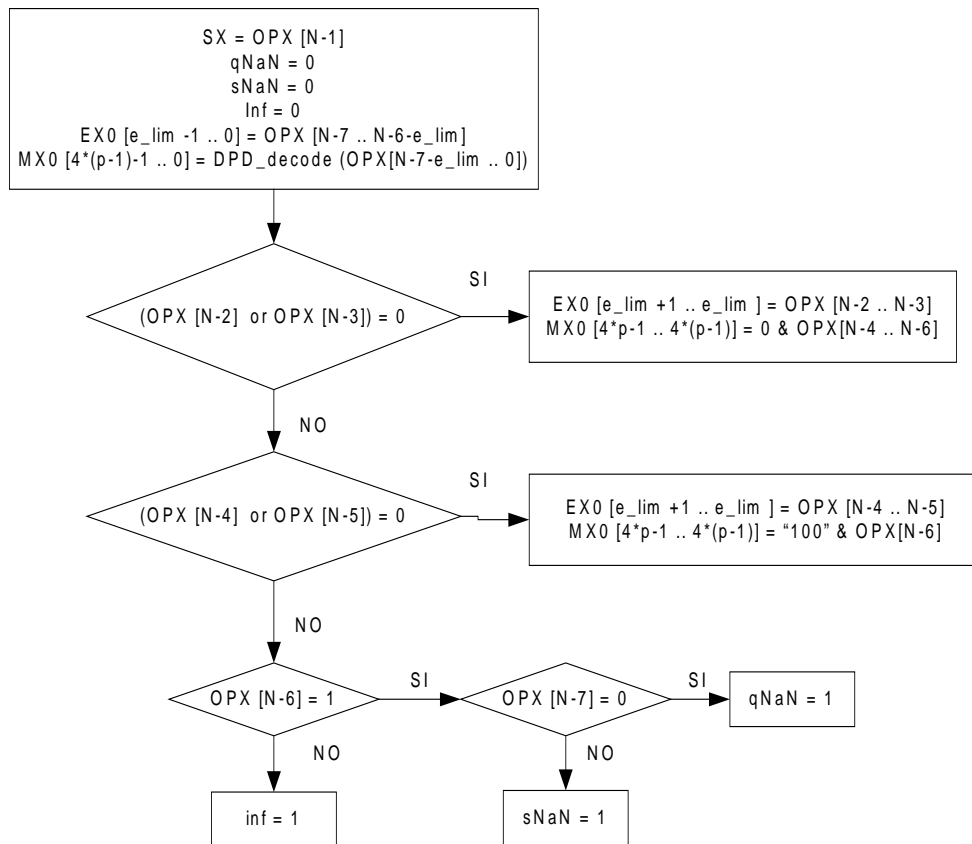 SX = OPX [N-1]
qNaN = 0
sNaN = 0
Inf = 0
EX0 [e_lim -1 .. 0] = OPX [N-7 .. N-6-e_lim]
MX0 [4*(p-1)-1 .. 0] = DPD_decode (OPX[N-7-e_lim .. 0])
(OPX [N-2] or OPX [N-3]) = 0
SI
EX0 [e_lim +1 .. e_lim ] = OPX [N-2 .. N-3]
MX0 [4*p-1 .. 4*(p-1)] = 0 & OPX[N-4 .. N-6]
NO
(OPX [N-4] or OPX [N-5]) = 0
SI
EX0 [e_lim +1 .. e_lim ] = OPX [N-4 .. N-5]
MX0 [4*p-1 .. 4*(p-1)] = “100” & OPX[N-6]
NO
OPX [N-6] = 1
SI
OPX [N-7] = 0
SI
qNaN = 1
NO
NO
inf = 1
sNaN = 1